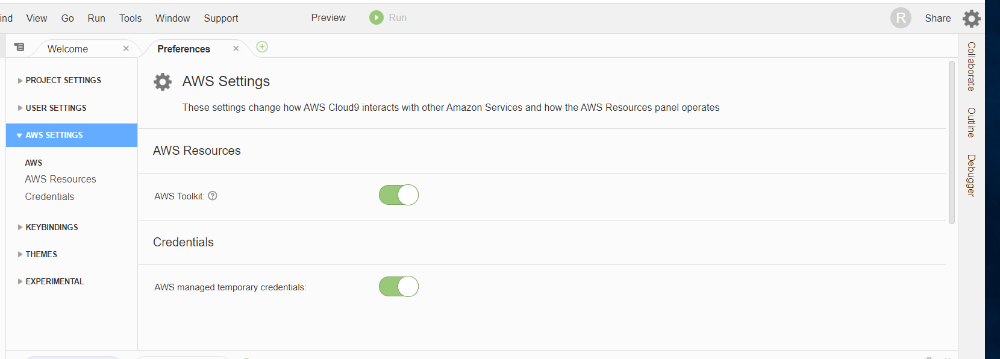 ind View Go Run Tools Window Support Preview Run R Share
Welcome Preferences
PROJECT SETTINGS
USER SETTINGS
AWS SETTINGS
AWS
AWS Resources
Credentials
KEYBINDINGS
THEMES
EXPERIMENTAL
AWS Settings
These settings change how AWS Cloud9 interacts with other Amazon Services and how the AWS Resources panel operates
AWS Resources
AWS Toolkit: ?
Credentials
AWS managed temporary credentials:
Collaborate
Outline
Debugger